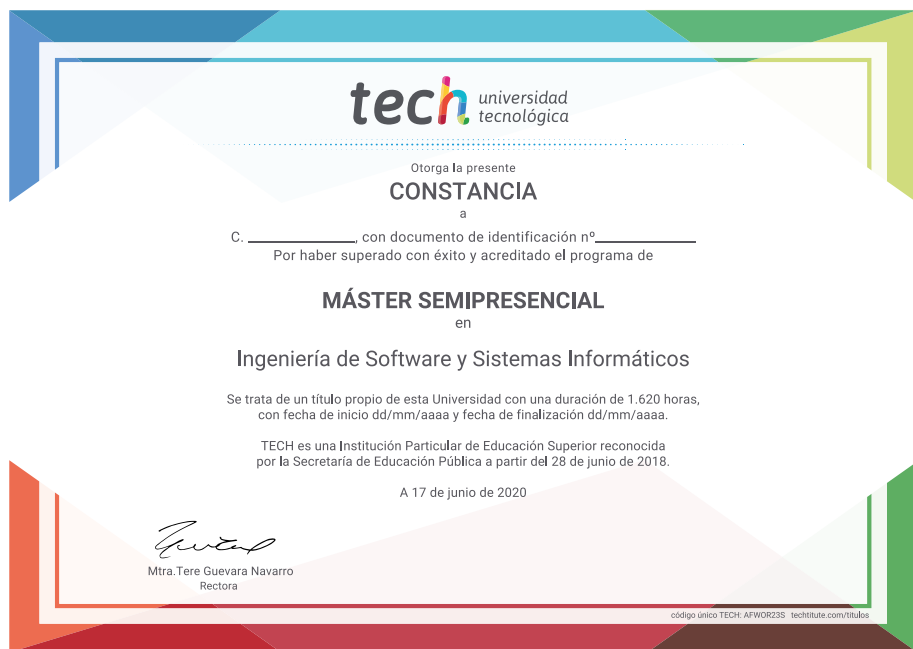 tech universidad
tecnológica
Otorga la presente
CONSTANCIA
a
C. ____________, con documento de identificación nº____________
Por haber superado con éxito y acreditado el programa de
MÁSTER SEMIPRESENCIAL
en
Ingeniería de Software y Sistemas Informáticos
Se trata de un título propio de esta Universidad con una duración de 1.620 horas,
con fecha de inicio dd/mm/aaaa y fecha de finalización dd/mm/aaaa.
TECH es una Institución Particular de Educación Superior reconocida
por la Secretaría de Educación Pública a partir del 28 de junio de 2018.
A 17 de junio de 2020
Mtra.Tere Guevara Navarro
Rectora
código único TECH: AFWOR23S techtitute.com/titulos